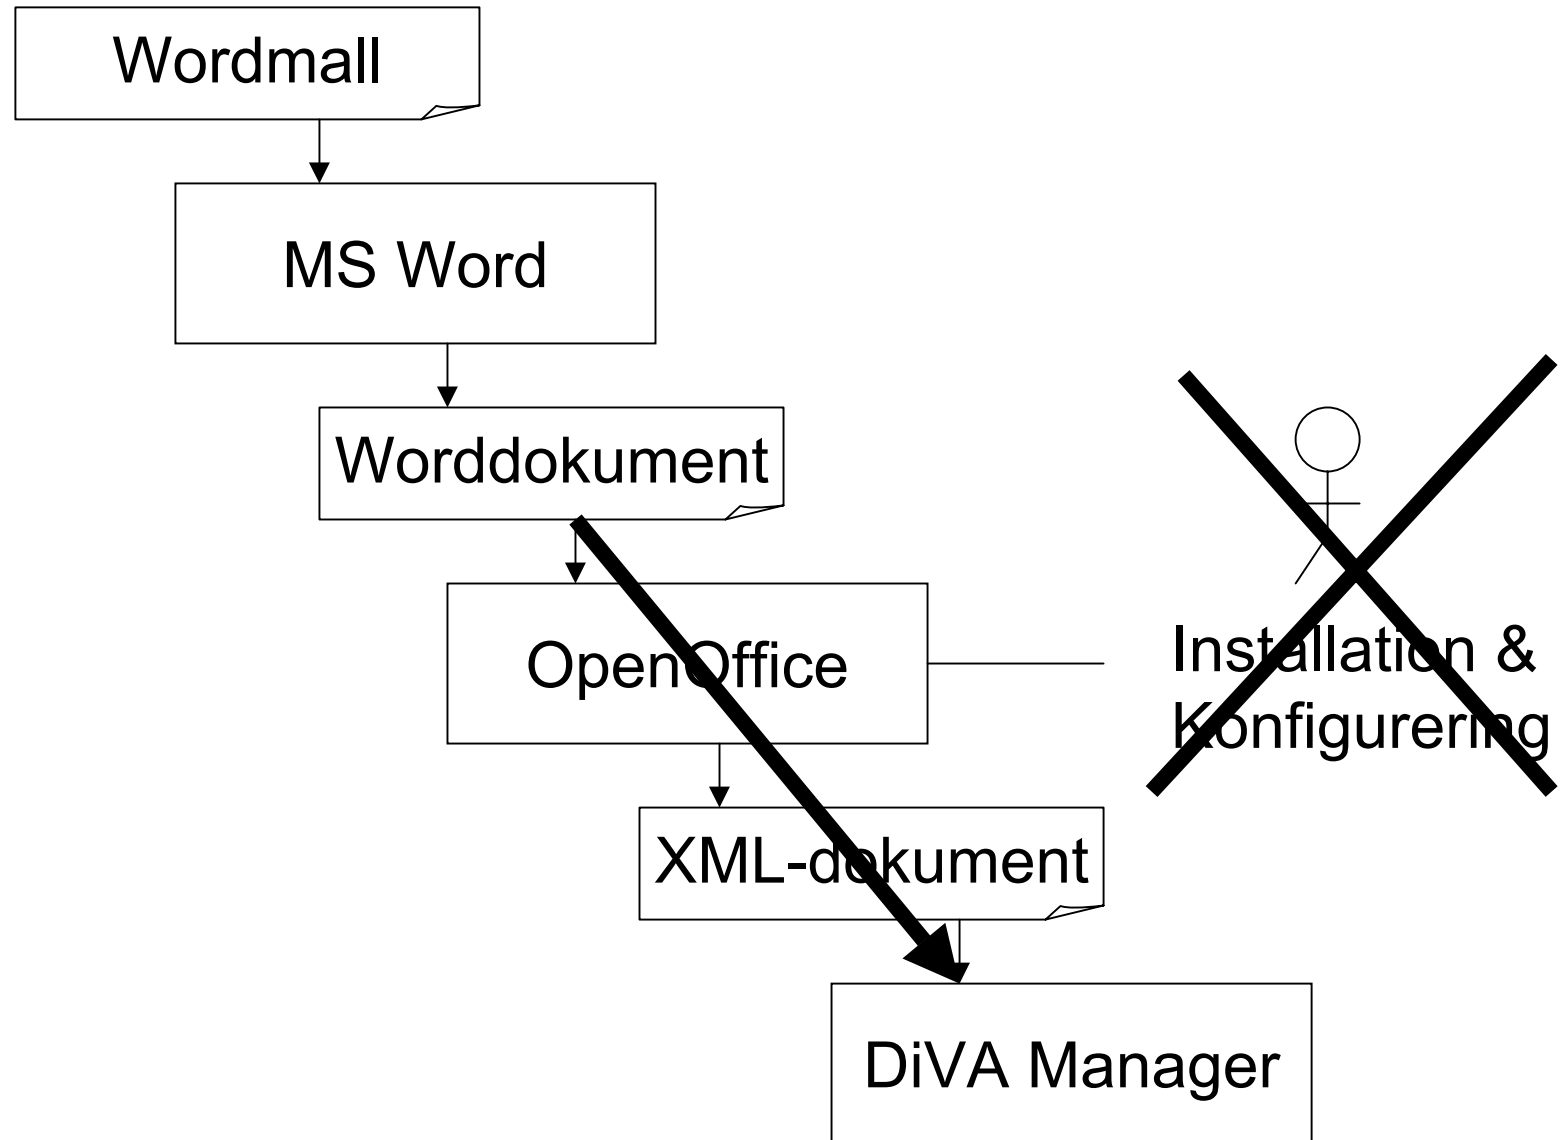 Wordmall
MS Word
Worddokument
OpenOffice
Installation &
Konfigurering
XML-dokument
DiVA Manager